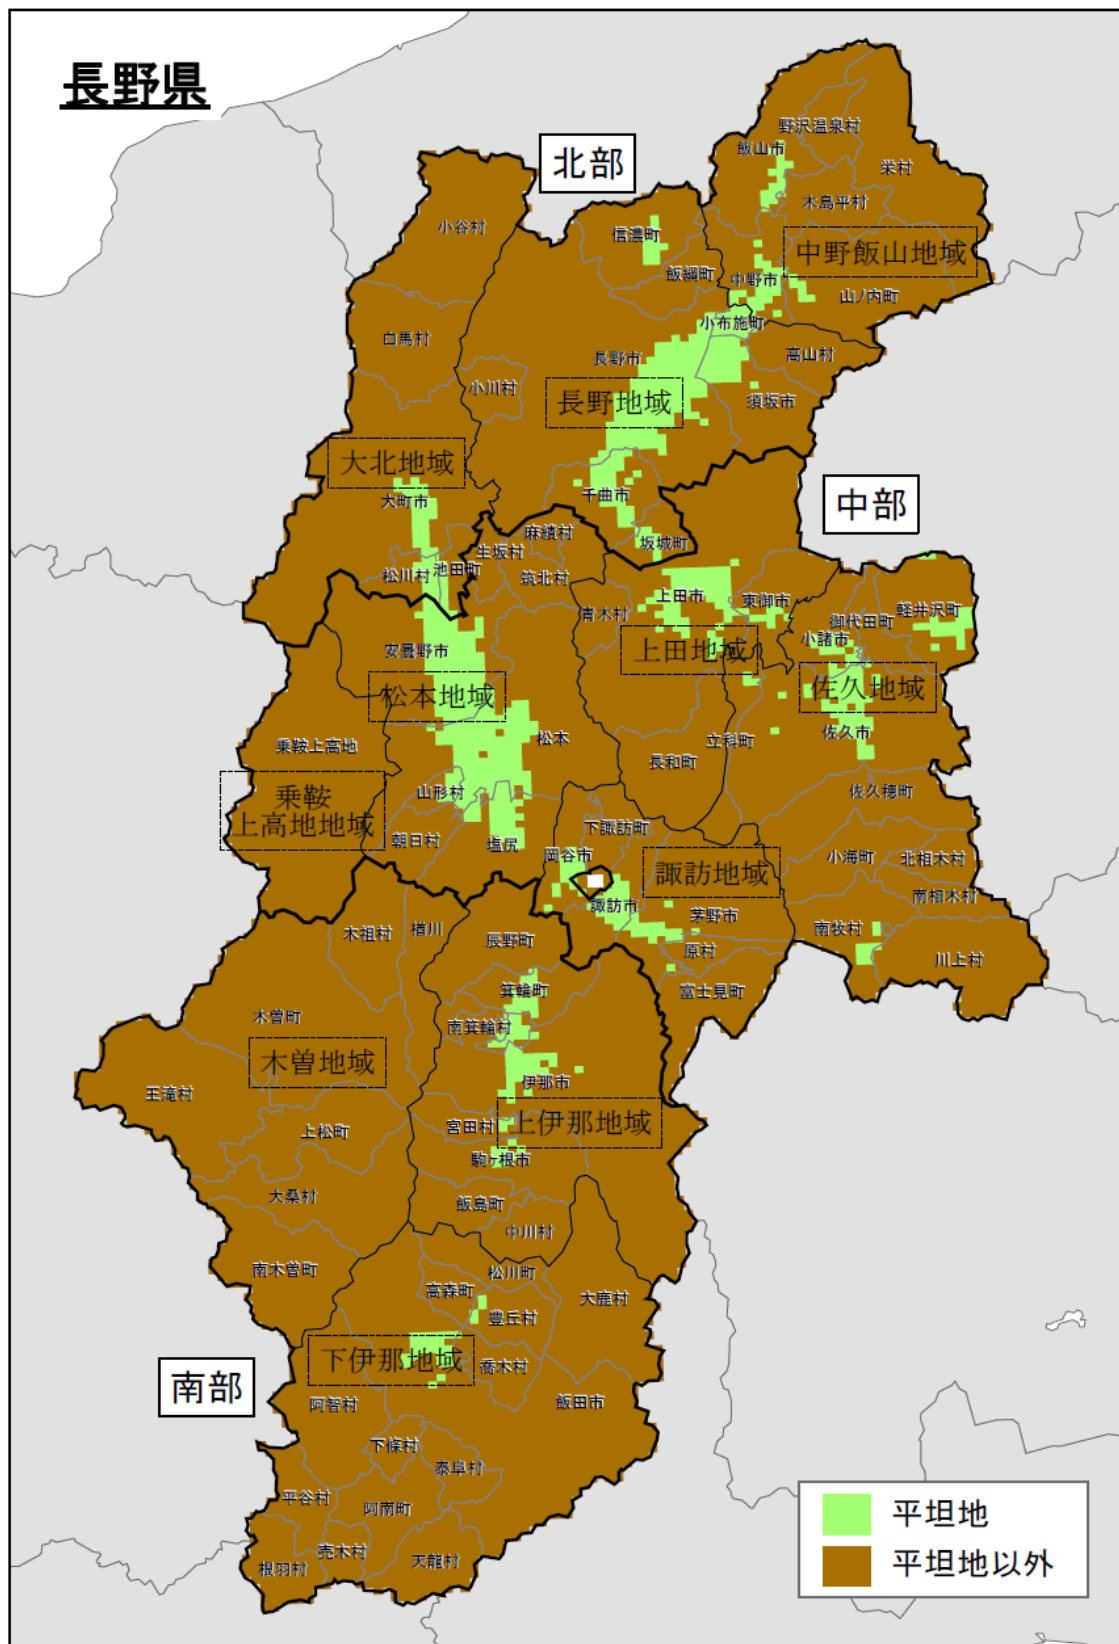 長野県
北部
野沢温泉村
飯山市
栄村
木島平村
小谷村
信濃町
中野飯山地域
飯綱町
中野市
山ノ内町
小布施町
白馬村
長野市
高山村
小川村
長野地域
須坂市
大北地域
大町市
千曲市
中部
麻績村
坂城町
生坂村
池田町
松川村
筑北村
上田市
東御市
青木村
軽井沢町
御代田町
小諸市
安曇野市
上田地域
松本地域
佐久地域
松本
立科町
佐久市
乗鞍上高地
長和町
山形村
佐久穂町
乗鞍
上高地地域
朝日村
塩尻
下諏訪町
岡谷市
小海町
北相木村
諏訪地域
南相木村
諏訪市
茅野市
南牧村
木祖村
楢川
辰野町
原村
川上村
箕輪町
富士見町
木曽町
南箕輪村
木曽地域
伊那市
王滝村
上伊那地域
上松町
宮田村
駒ヶ根市
大桑村
飯島町
中川村
南木曽町
松川町
高森町
大鹿村
豊丘村
下伊那地域
喬木村
南部
阿智村
飯田市
下條村
泰阜村
平谷村
阿南町
売木村
天龍村
根羽村
平坦地
平坦地以外